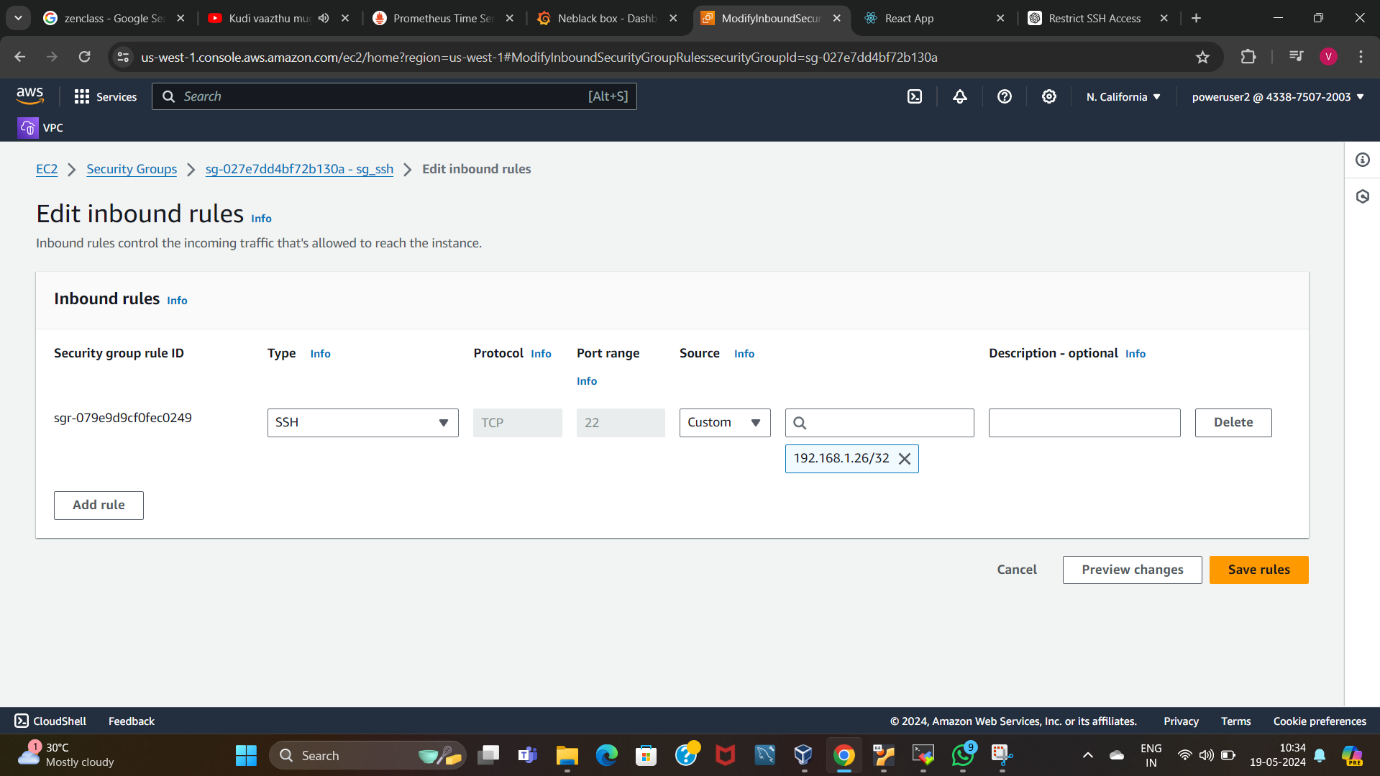 zenclass - Google Se
Kudi vaazthu mu
Prometheus Time Se
Neblack box - Dashb
ModifyInboundSecur
React App
Restrict SSH Access
us-west-1.console.aws.amazon.com/ec2/home?region=us-west-1#ModifyInboundSecurityGroupRules:securityGroupId=sg-027e7dd4bf72b130a
V
aws
Services
Search
[Alt+S]
N. California
poweruser2 @ 4338-7507-2003
VPC
EC2
Security Groups
sg-027e7dd4bf72b130a - sg_ssh
Edit inbound rules
Edit inbound rules Info
Inbound rules control the incoming traffic that's allowed to reach the instance.
Inbound rules Info
Security group rule ID
Type Info
Protocol Info
Port range
Info
Source Info
Description - optional Info
sgr-079e9d9cf0fec0249
SSH
TCP
22
Custom
Delete
192.168.1.26/32
Add rule
Cancel
Preview changes
Save rules
CloudShell
Feedback
© 2024, Amazon Web Services, Inc. or its affiliates.
Privacy
Terms
Cookie preferences
1
30°C
Mostly cloudy
Search
9
ENG
IN
10:34
19-05-2024
PRE